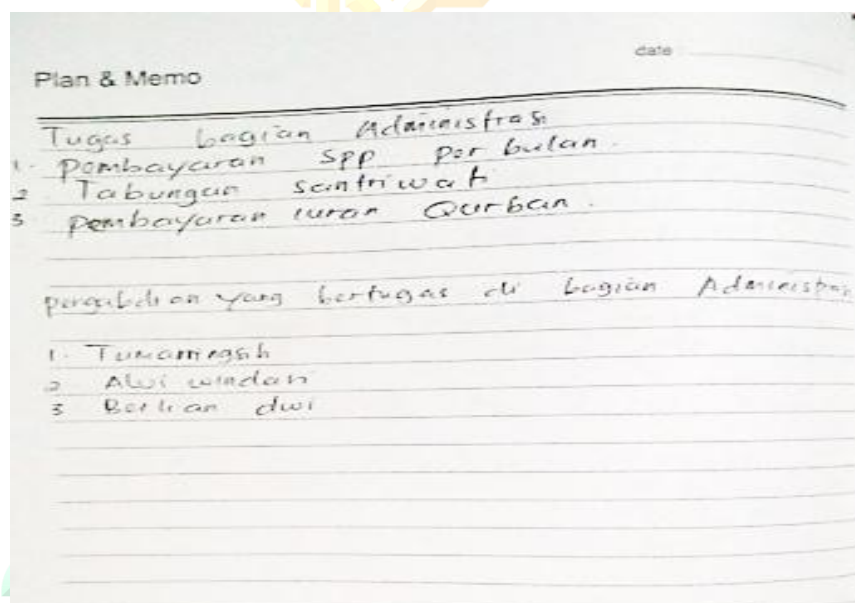 date
Plan & Memo
Tugas bagian Administrasi
1. pembayaran SPP per bulan.
2 Tabungan santriwati
3 pembayaran iuran Qurban.
pengabdian yang bertugas di bagian Administrasi
1. Tumaningsih
2 Alwi windari
3 Berlian dwi